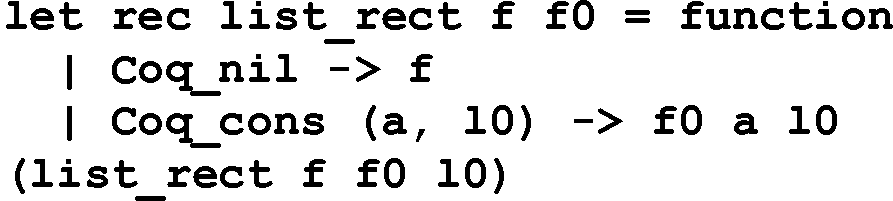 let rec list_rect f f0 = function
  | Coq_nil -> f
  | Coq_cons (a, l0) -> f0 a l0
(list_rect f f0 l0)